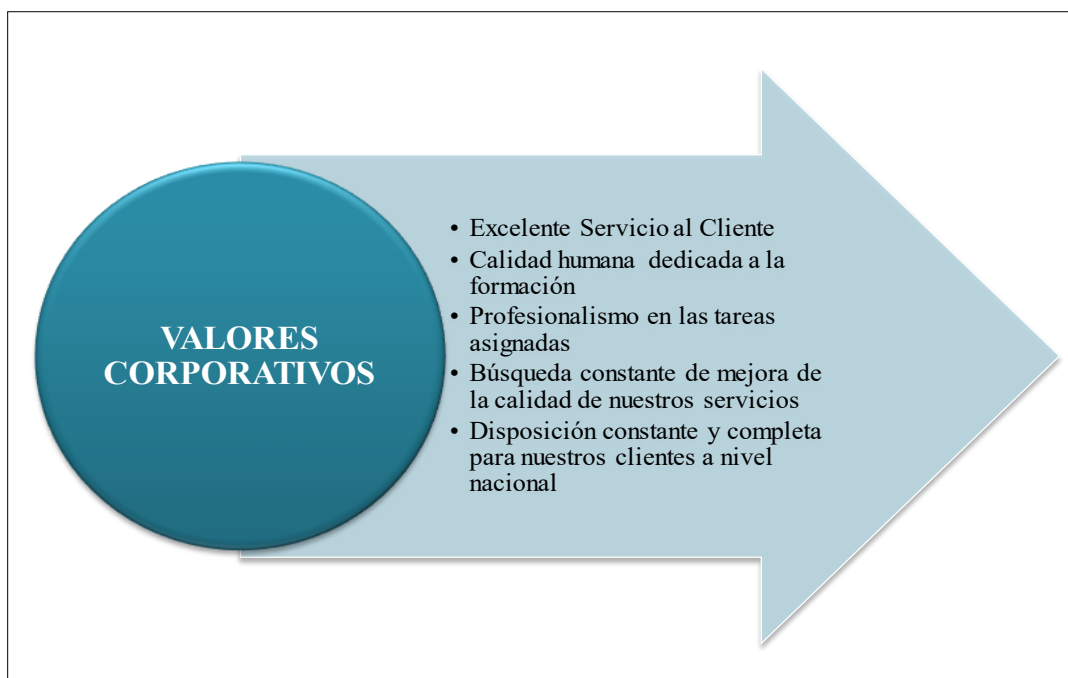 VALORES
CORPORATIVOS
• Excelente Servicio al Cliente
• Calidad humana dedicada a la
formación
• Profesionalismo en las tareas
asignadas
• Búsqueda constante de mejora de
la calidad de nuestros servicios
• Disposición constante y completa
para nuestros clientes a nivel
nacional